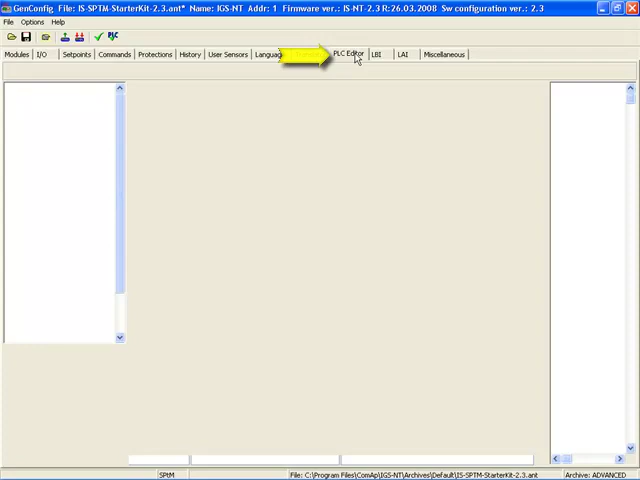 GenConfig File: IS-SPTM-StarterKit-2.3.ant* Name: IGS-NT Addr: 1 Firmware ver.: IS-NT-2.3 R:26.03.2008 Sw configuration ver.: 2.3
File Options Help
PLC
Modules I/O Setpoints Commands Protections History User Sensors Languag PLC Editor LBI LAI Miscellaneous
SPtM File: C:\Program Files\ComAp\IGS-NT\Archives\Default\IS-SPTM-StarterKit-2.3.ant Archive: ADVANCED